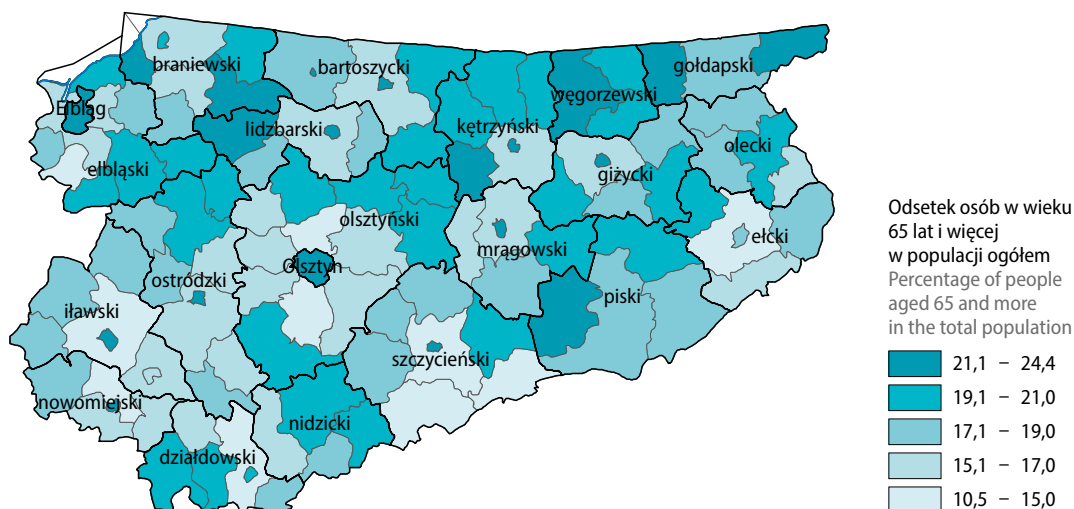 braniewski
bartoszycki
gołdapski
węgorzewski
Elbląg
lidzbarski
kętrzyński
olecki
elbląski
giżycki
olsztyński
mrągowski
ełcki
Olsztyn
ostródzki
piski
iławski
szczycieński
nowomiejski
nidzicki
działdowski
Odsetek osób w wieku
65 lat i więcej
w populacji ogółem
Percentage of people
aged 65 and more
in the total population
21,1 – 24,4
19,1 – 21,0
17,1 – 19,0
15,1 – 17,0
10,5 – 15,0